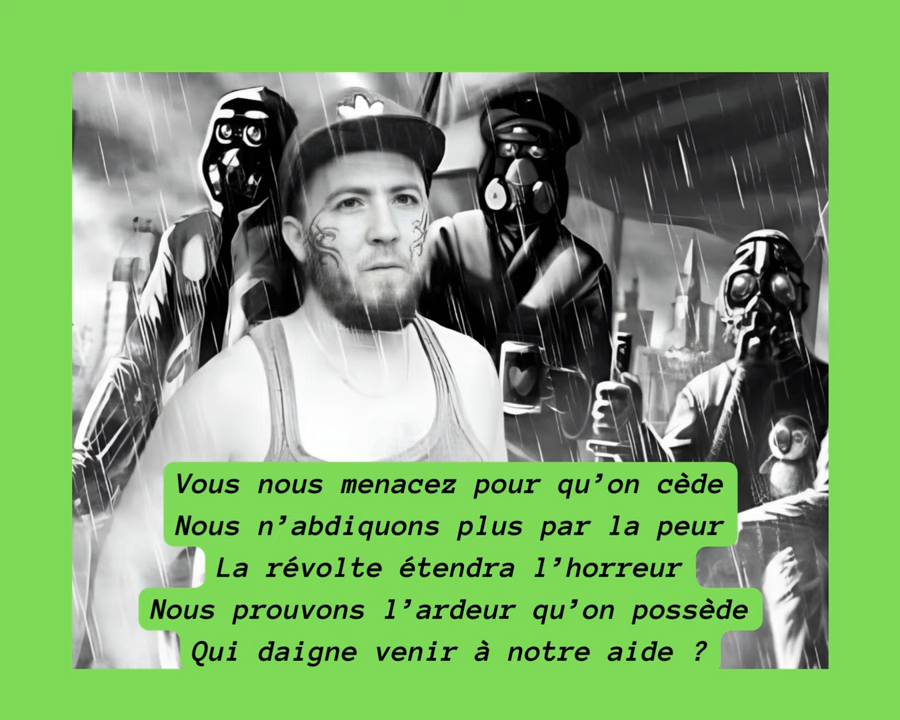 Vous nous menacez pour qu’on cède
Nous n’abdiquons plus par la peur
La révolte étendra l’horreur
Nous prouvons l’ardeur qu’on possède
Qui daigne venir à notre aide ?